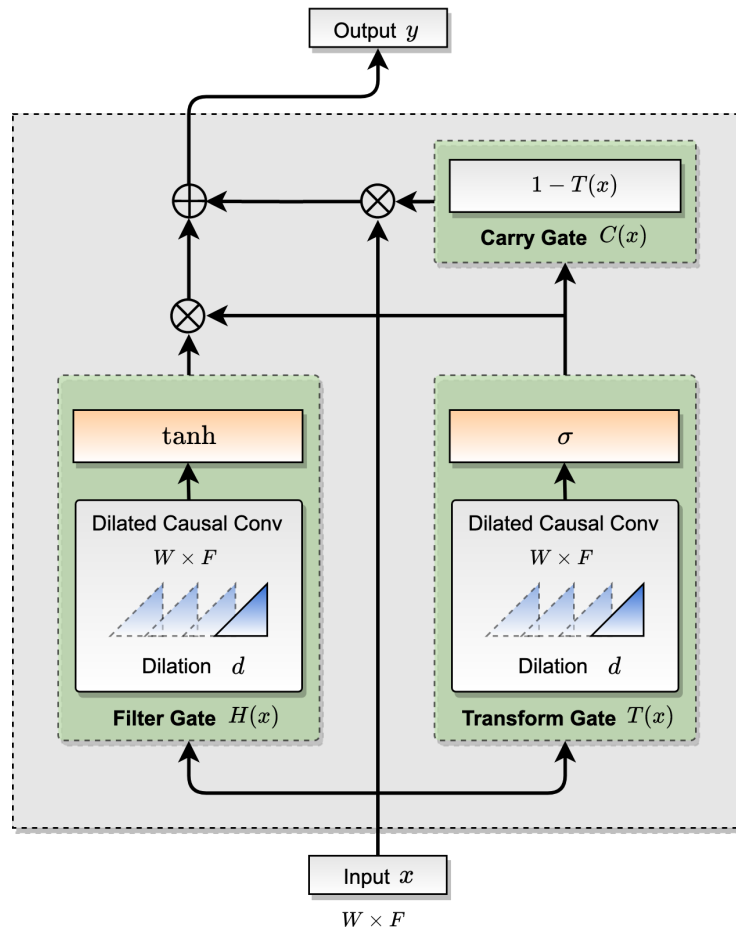 Output y
1 − T(x)
Carry Gate C(x)
tanh
Dilated Causal Conv
W × F
Dilation d
Filter Gate H(x)
σ
Dilated Causal Conv
W × F
Dilation d
Transform Gate T(x)
Input x
W × F